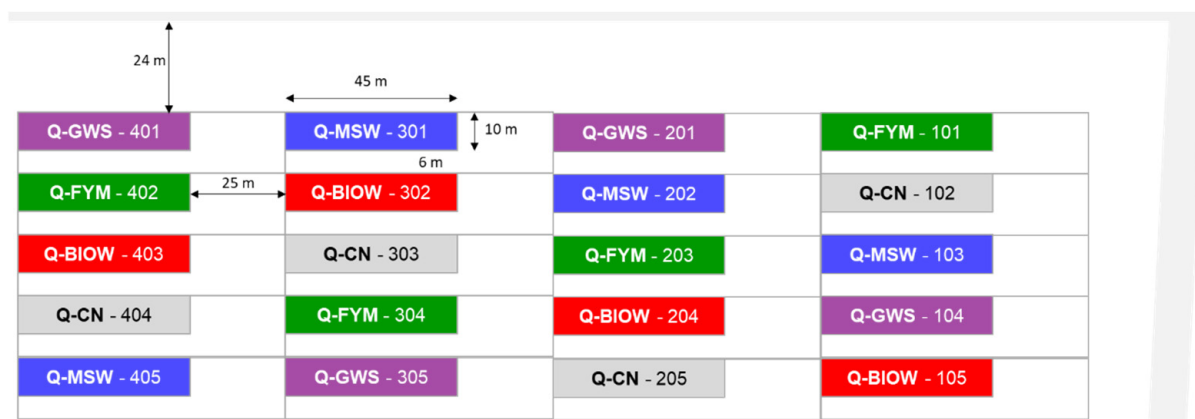 24 m
45 m
Q-GWS - 401
Q-MSW - 301
10 m
Q-GWS - 201
Q-FYM - 101
6 m
Q-FYM - 402
25 m
Q-BIOW - 302
Q-MSW - 202
Q-CN - 102
Q-BIOW - 403
Q-CN - 303
Q-FYM - 203
Q-MSW - 103
Q-CN - 404
Q-FYM - 304
Q-BIOW - 204
Q-GWS - 104
Q-MSW - 405
Q-GWS - 305
Q-CN - 205
Q-BIOW - 105